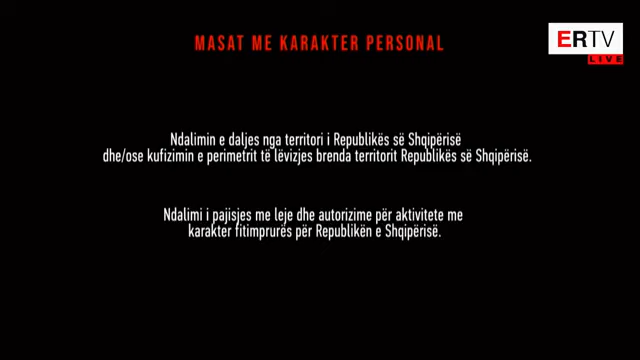 MASAT ME KARAKTER PERSONAL
ERTV
LIVE
Ndalimin e daljes nga territori i Republikës së Shqipërisë
dhe/ose kufizimin e perimetrit të lëvizjes brenda territorit Republikës së Shqipërisë.
Ndalimi i pajisjes me leje dhe autorizime për aktivitete me
karakter fitimprurës për Republikën e Shqipërisë.